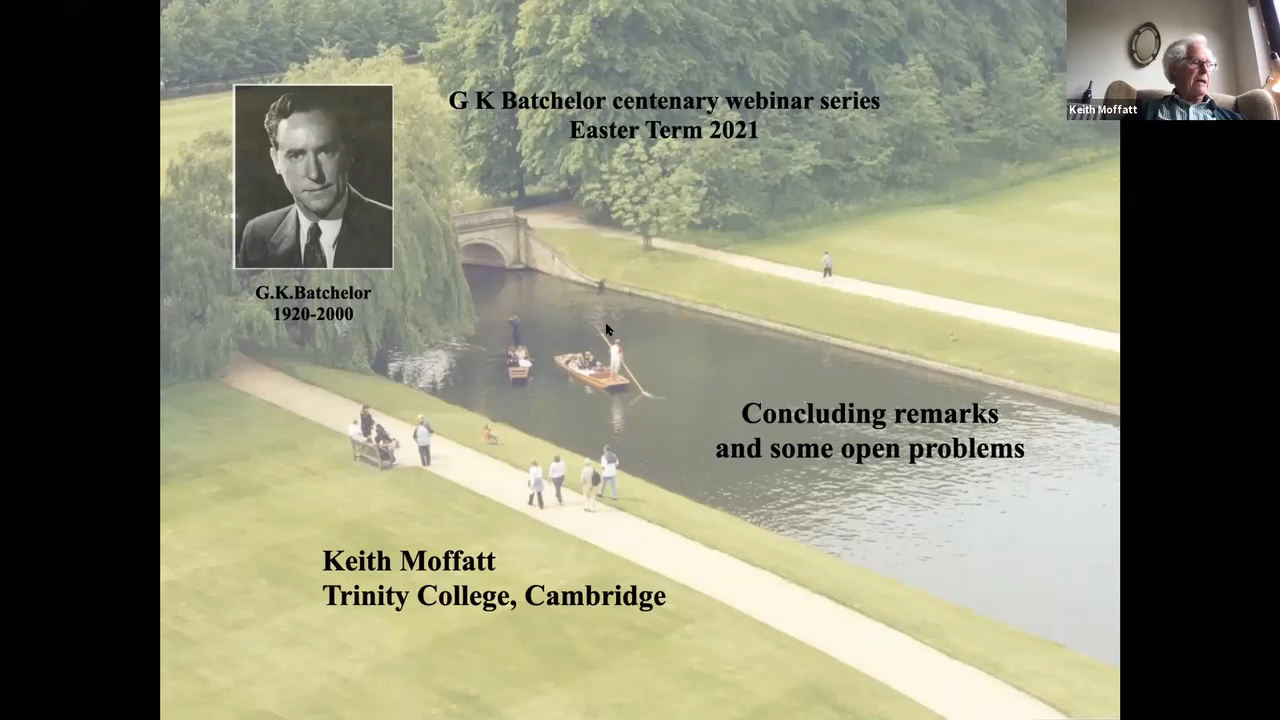 G K Batchelor centenary webinar series
Easter Term 2021
Keith Moffatt
G.K.Batchelor
1920-2000
Concluding remarks
and some open problems
Keith Moffatt
Trinity College, Cambridge